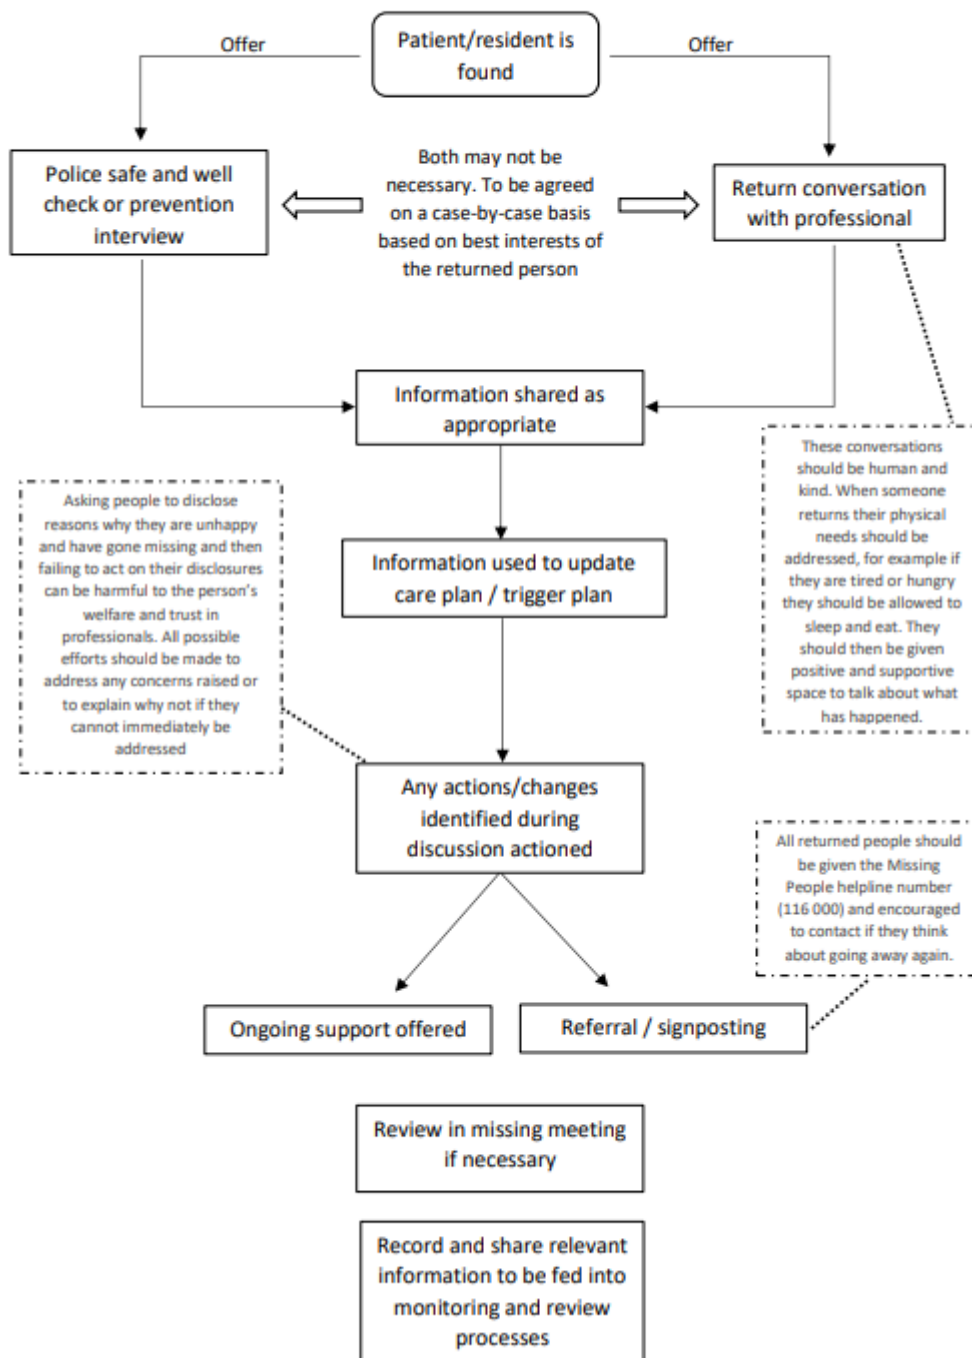 Offer
Patient/resident is
found
Offer
Police safe and well
check or prevention
interview
Both may not be
necessary. To be agreed
on a case-by-case basis
based on best interests of
the returned person
Return conversation
with professional
Information shared as
appropriate
These conversations
should be human and
kind. When someone
returns their physical
needs should be
addressed, for example if
they are tired or hungry
they should be allowed to
sleep and eat. They
should then be given
positive and supportive
space to talk about what
has happened.
Asking people to disclose
reasons why they are unhappy
and have gone missing and then
failing to act on their disclosures
can be harmful to the person's
welfare and trust in
professionals. All possible
efforts should be made to
address any concerns raised or
to explain why not if they
cannot immediately be
addressed
Information used to update
care plan / trigger plan
Any actions/changes
identified during
discussion actioned
All returned people should
be given the Missing
People helpline number
(116 000) and encouraged
to contact if they think
about going away again.
Ongoing support offered
Referral / signposting
Review in missing meeting
if necessary
Record and share relevant
information to be fed into
monitoring and review
processes